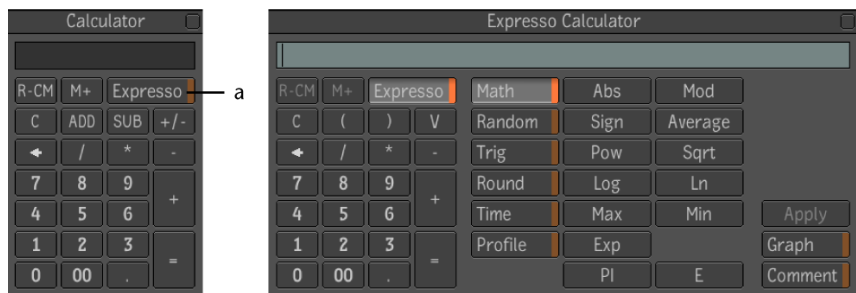 Calculator
R-CM M+ Expresso a
C ADD SUB +/-
/ * -
7 8 9 +
4 5 6
1 2 3 =
0 00 .
Expresso Calculator
R-CM M+ Expresso Math Abs Mod
C ( ) V Random Sign Average
/ * - Trig Pow Sqrt
7 8 9 + Round Log Ln
4 5 6 Time Max Min Apply
1 2 3 = Profile Exp Graph
0 00 . PI E Comment